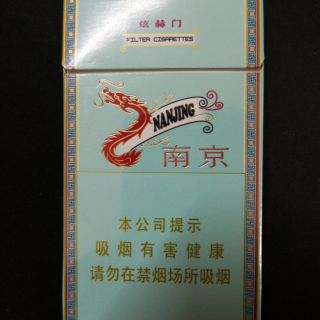 炫赫门
FILTER CIGARETTES
NANJING
南京
本公司提示
吸烟有害健康
请勿在禁烟场所吸烟